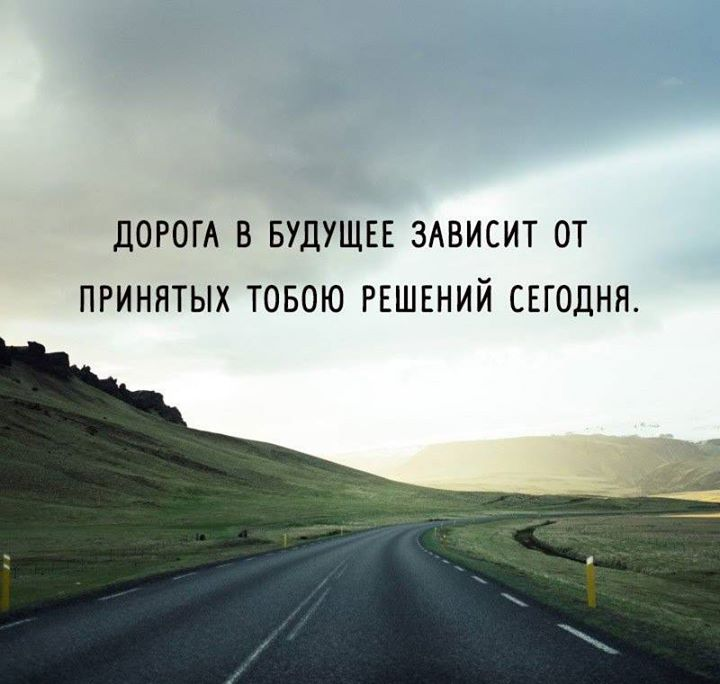 ДОРОГА В БУДУЩЕЕ ЗАВИСИТ ОТ
ПРИНЯТЫХ ТОБОЮ РЕШЕНИЙ СЕГОДНЯ.